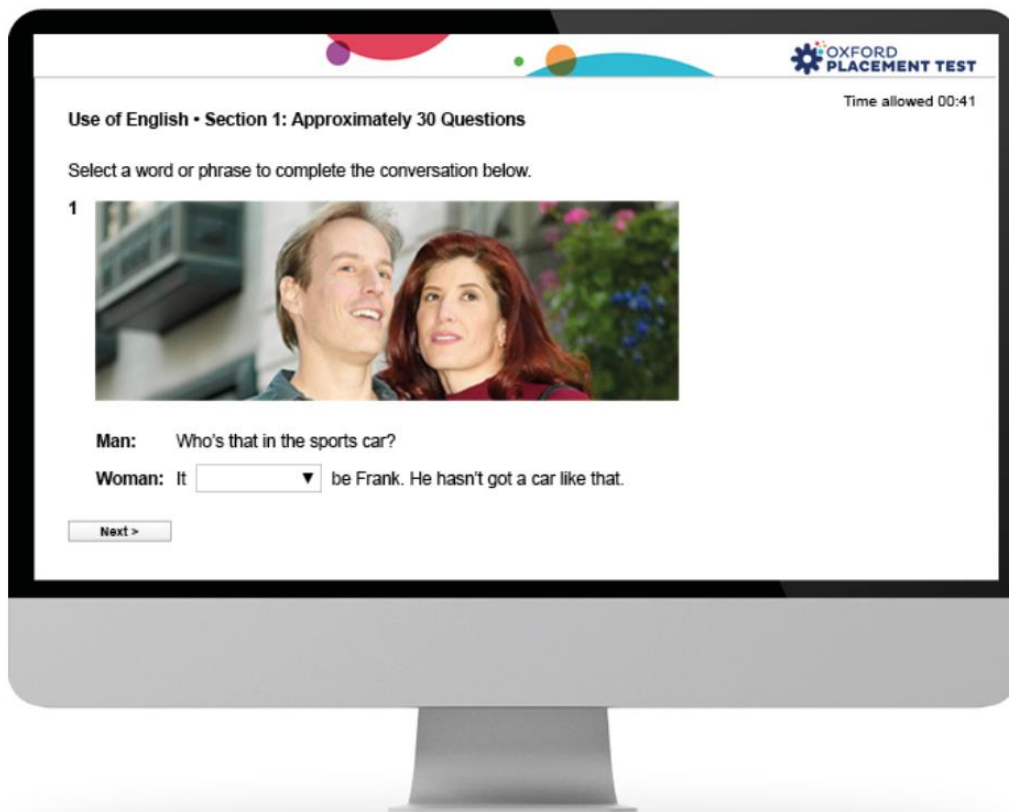 OXFORD
PLACEMENT TEST
Time allowed 00:41
Use of English • Section 1: Approximately 30 Questions
Select a word or phrase to complete the conversation below.
1
Man: Who's that in the sports car?
Woman: It ▼ be Frank. He hasn't got a car like that.
Next >